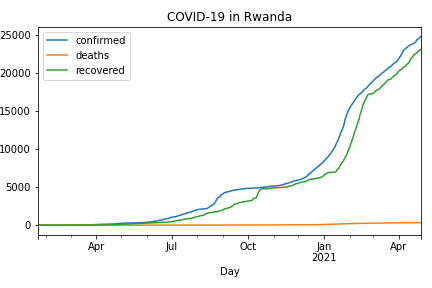 COVID-19 in Rwanda
confirmed
deaths
recovered
25000
20000
15000
10000
5000
0
Apr Jul Oct Jan Apr
2021
Day